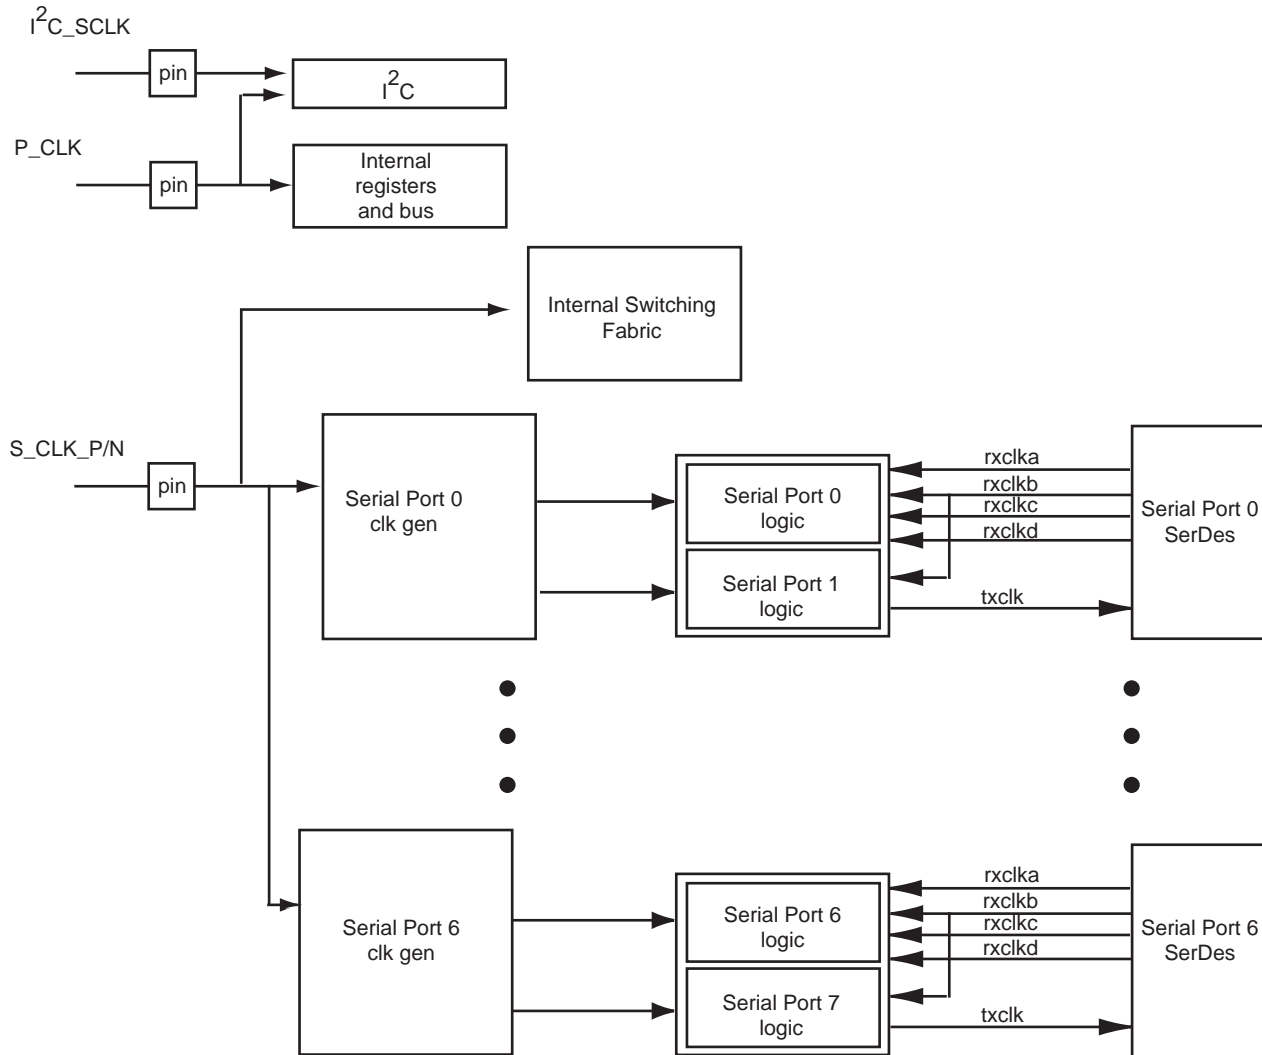 I²C_SCLK
pin
I²C
P_CLK
pin
Internal
registers
and bus
Internal Switching
Fabric
S_CLK_P/N
pin
Serial Port 0
clk gen
Serial Port 0
logic
Serial Port 1
logic
rxclka
rxclkb
rxclkc
rxclkd
txclk
Serial Port 0
SerDes
Serial Port 6
clk gen
Serial Port 6
logic
Serial Port 7
logic
rxclka
rxclkb
rxclkc
rxclkd
txclk
Serial Port 6
SerDes